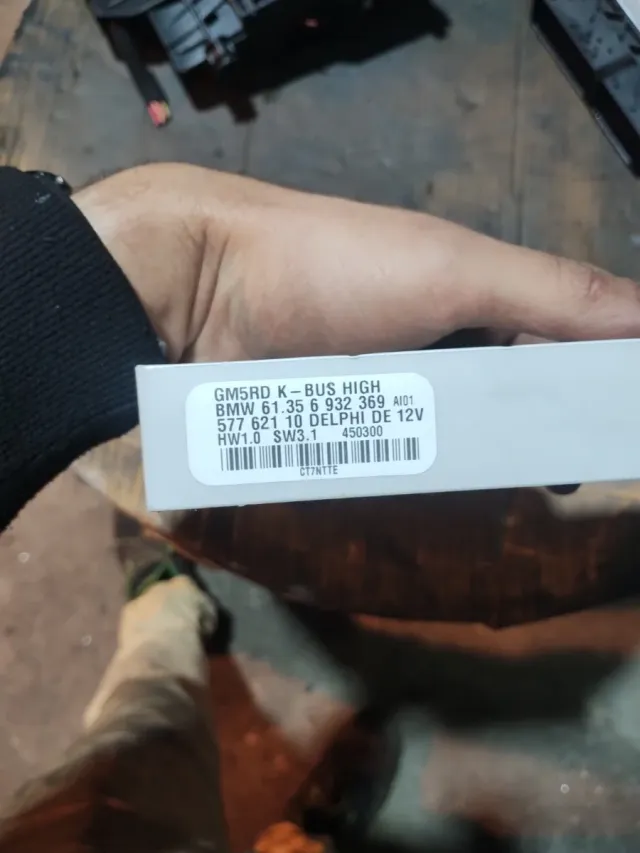 GM5RD K-BUS HIGH
BMW 61.35 6 932 369 AI01
577 621 10 DELPHI DE 12V
HW1.0 SW3.1 450300
CT7NTTE